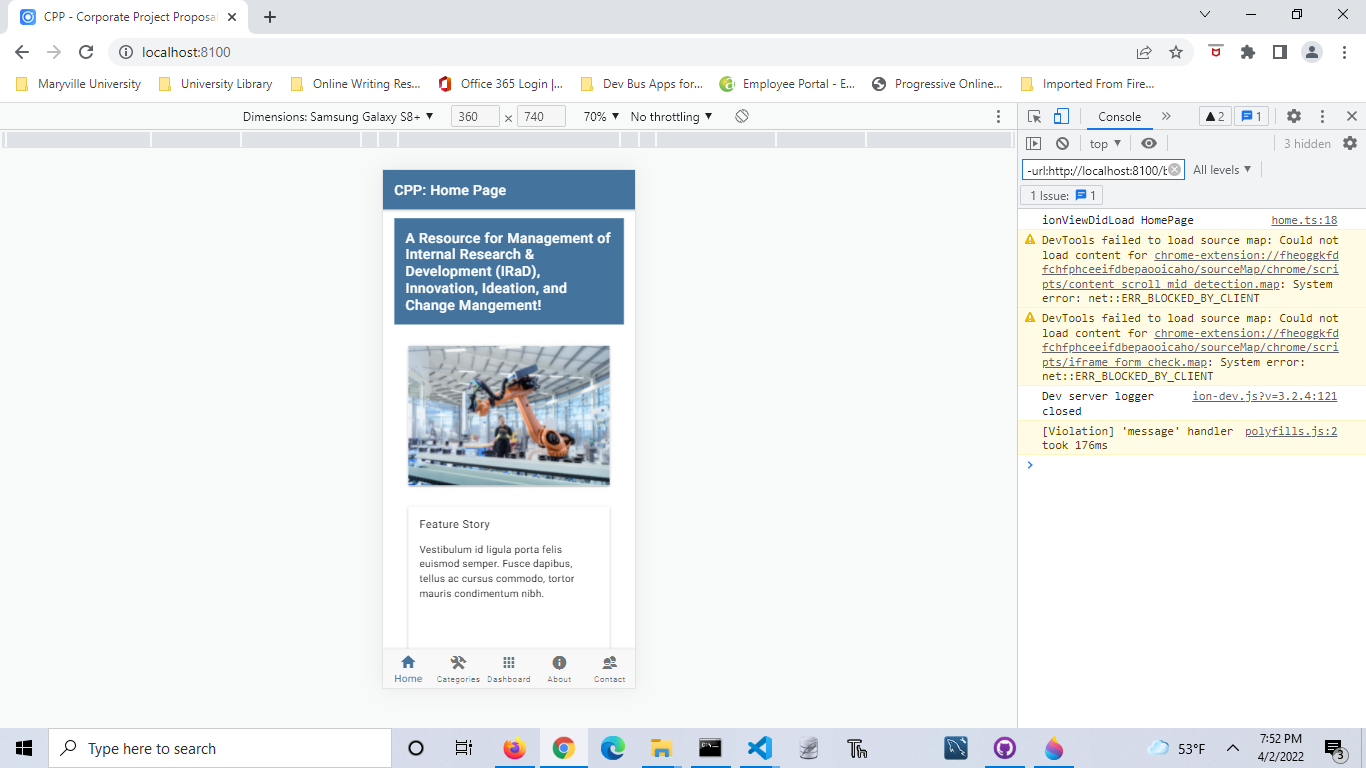 CPP - Corporate Project Proposal
localhost:8100
Maryville University
University Library
Online Writing Res...
Office 365 Login |...
Dev Bus Apps for...
Employee Portal - E...
Progressive Online...
Imported From Fire...
Dimensions: Samsung Galaxy S8+
360 × 740
70%
No throttling
Console
2
1
top
3 hidden
-url:http://localhost:8100/b
All levels
1 Issue: 1
CPP: Home Page
A Resource for Management of
Internal Research &
Development (IRaD),
Innovation, Ideation, and
Change Mangement!
Feature Story
Vestibulum id ligula porta felis
euismod semper. Fusce dapibus,
tellus ac cursus commodo, tortor
mauris condimentum nibh.
Home Categories Dashboard About Contact
ionViewDidLoad HomePage home.ts:18
DevTools failed to load source map: Could not
load content for chrome-extension://fheoggkfd
fchfphceeifdbepaooicaho/sourceMap/chrome/scri
pts/content_scroll_mid_detection.map: System
error: net::ERR_BLOCKED_BY_CLIENT
DevTools failed to load source map: Could not
load content for chrome-extension://fheoggkfd
fchfphceeifdbepaooicaho/sourceMap/chrome/scri
pts/iframe_form_check.map: System error:
net::ERR_BLOCKED_BY_CLIENT
Dev server logger ion-dev.js?v=3.2.4:121
closed
[Violation] 'message' handler polyfills.js:2
took 176ms
Type here to search
53°F
7:52 PM
4/2/2022
3